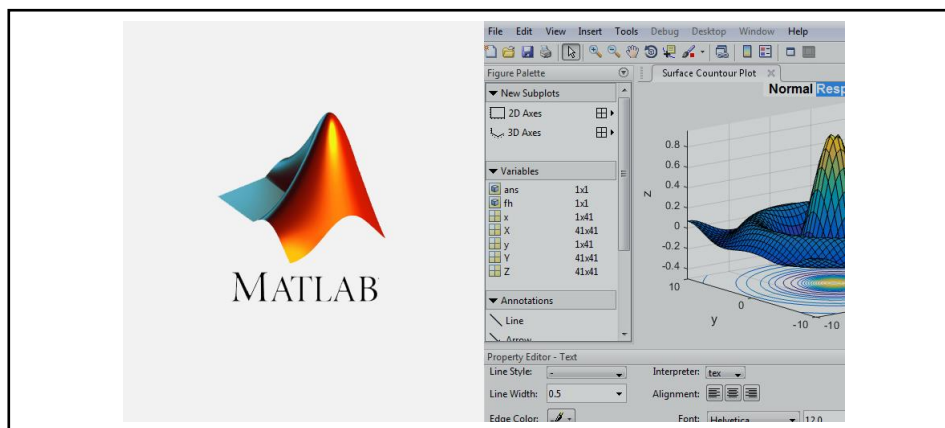 MATLAB
File Edit View Insert Tools Debug Desktop Window Help
Figure Palette
Surface Countour Plot
New Subplots
Normal Resp
2D Axes
3D Axes
Variables
ans 1x1
fh 1x1
x 1x41
X 41x41
y 1x41
Y 41x41
Z 41x41
Annotations
Line
Arrow
0.8
0.6
0.4
0.2
0
-0.2
-0.4
z
10 0 -10 -10
y
Property Editor - Text
Line Style: - Interpreter: tex
Line Width: 0.5 Alignment:
Edge Color: Font: Helvetica 12.0